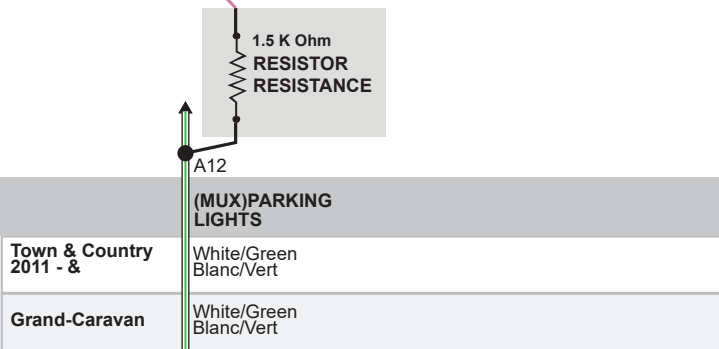 1.5 K Ohm
RESISTOR
RESISTANCE
A12
(MUX)PARKING
LIGHTS
Town & Country
2011 - &
White/Green
Blanc/Vert
Grand-Caravan
White/Green
Blanc/Vert